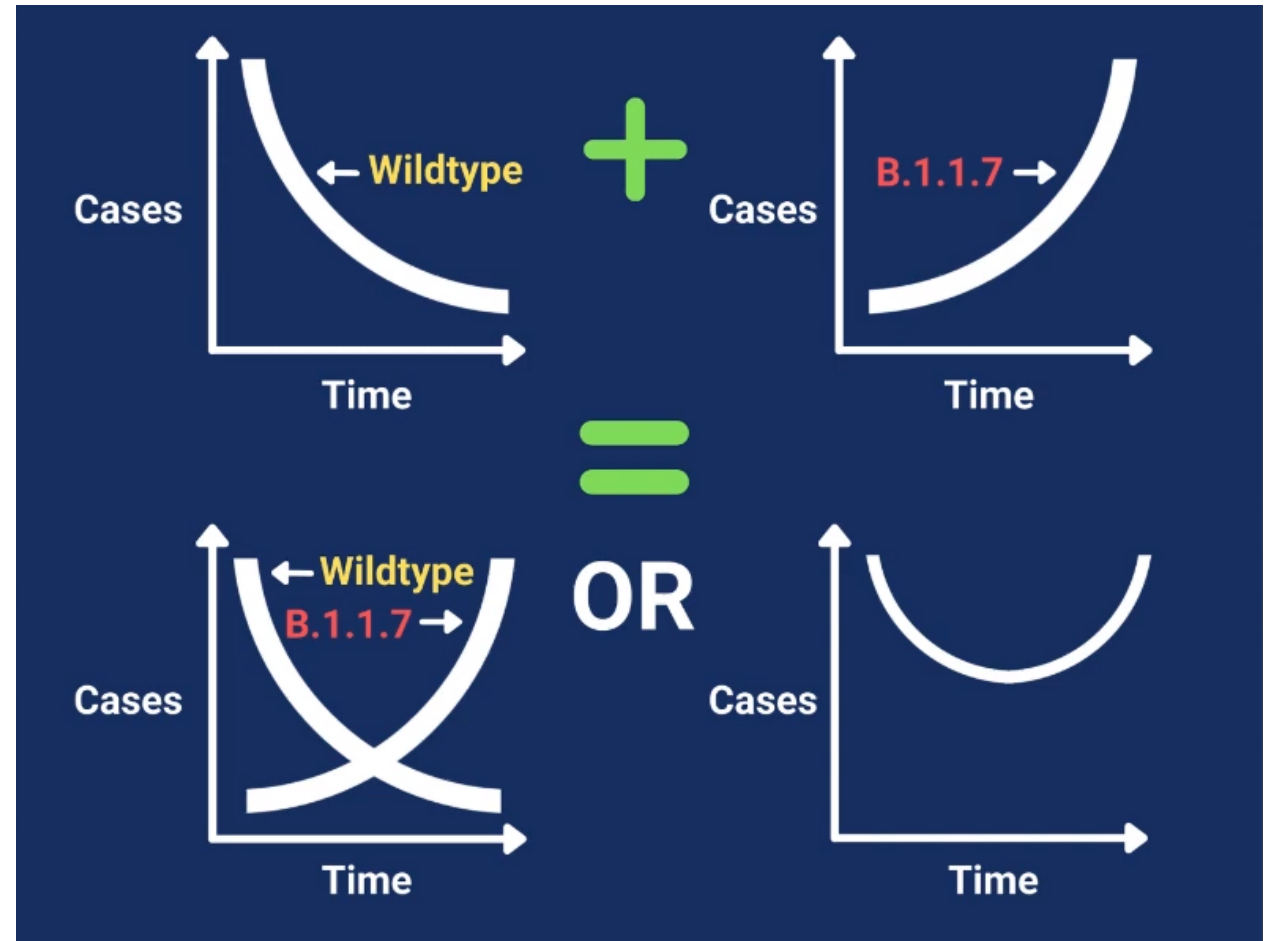 Wildtype
Cases
Time
+
B.1.1.7
Cases
Time
=
Wildtype
B.1.1.7
Cases
Time
OR
Cases
Time